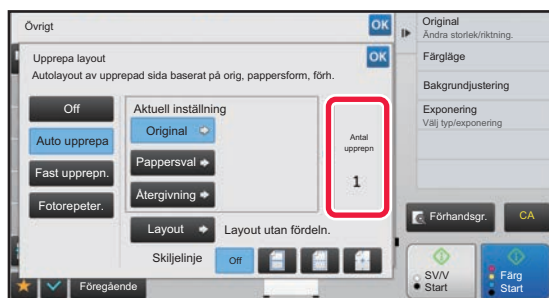 Övrigt
OK
Upprepa layout
OK
Autolayout av upprepad sida baserat på orig, pappersform, förh.
Off
Auto upprepa
Fast upprepn.
Fotorepeter.
Aktuell inställning
Original
Pappersval
Återgivning
Antal
upprepn
1
Layout
Layout utan fördeln.
Skiljelinje
Off
Föregående
Original
Ändra storlek/riktning.
Färgläge
Bakgrundjustering
Exponering
Välj typ/exponering
Förhandsgr.
CA
SV/V
Start
Färg
Start